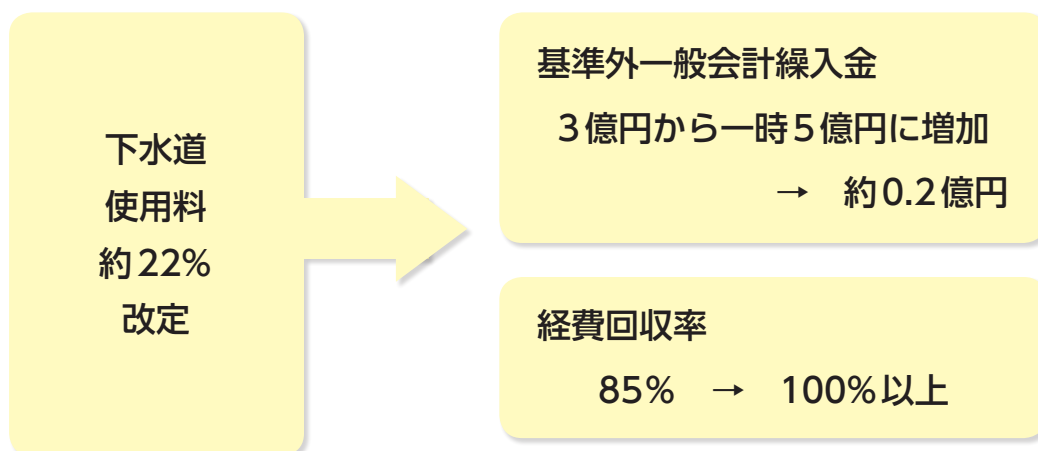 下水道
使用料
約22%
改定
基準外一般会計繰入金
3億円から一時5億円に増加
→ 約0.2億円
経費回収率
85% → 100%以上